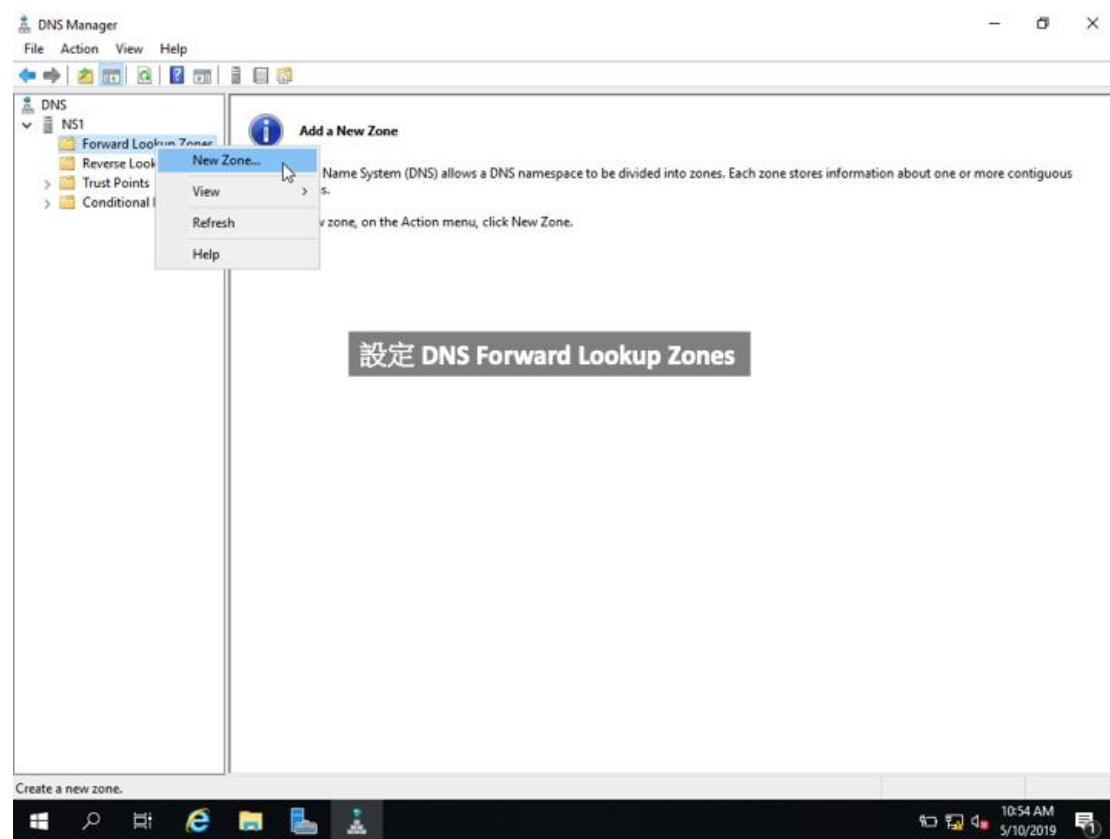 DNS Manager
File Action View Help
DNS
NS1
Forward Lookup Zones
Reverse Look
Trust Points
Conditional
New Zone...
View
Refresh
Help
Add a New Zone
Name System (DNS) allows a DNS namespace to be divided into zones. Each zone stores information about one or more contiguous
s.
zone, on the Action menu, click New Zone.
設定 DNS Forward Lookup Zones
Create a new zone.
10:54 AM
5/10/2019
1